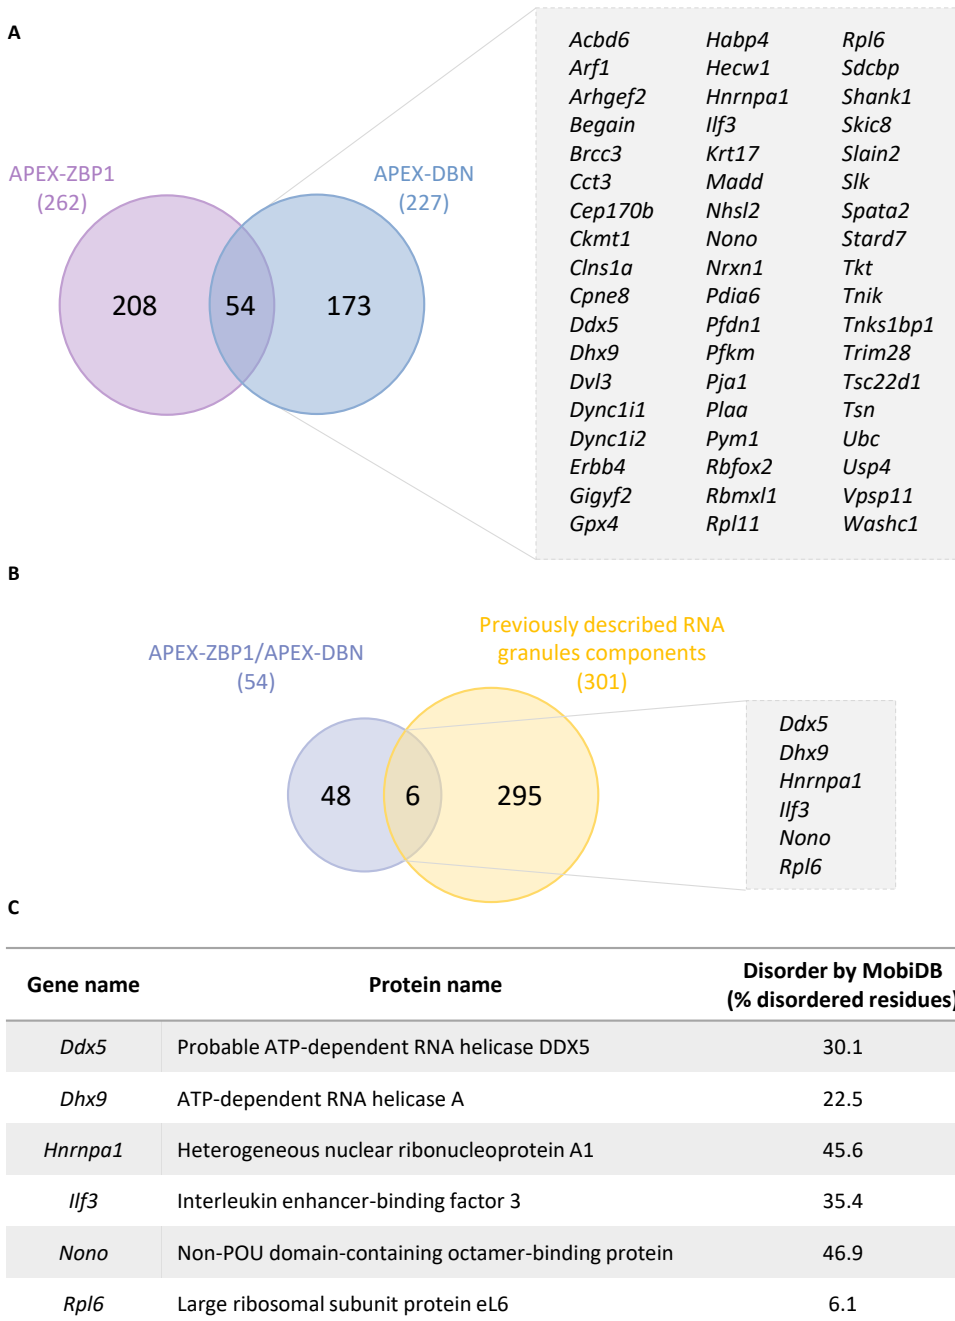 A
APEX-ZBP1
(262)
APEX-DBN
(227)
208
54
173
Acbd6 Habp4 Rpl6
Arf1 Hecw1 Sdcbp
Arhgef2 Hnrnpa1 Shank1
Begain Ilf3 Skic8
Brcc3 Krt17 Slain2
Cct3 Madd Slk
Cep170b Nhsl2 Spata2
Ckmt1 Nono Stard7
Clns1a Nrxn1 Tkt
Cpne8 Pdia6 Tnik
Ddx5 Pfdn1 Tnks1bp1
Dhx9 Pfkm Trim28
Dvl3 Pja1 Tsc22d1
Dync1i1 Plaa Tsn
Dync1i2 Pym1 Ubc
Erbb4 Rbfox2 Usp4
Gigyf2 Rbmxl1 Vpsp11
Gpx4 Rpl11 Washc1
B
APEX-ZBP1/APEX-DBN
(54)
Previously described RNA
granules components
(301)
48
6
295
Ddx5
Dhx9
Hnrnpa1
Ilf3
Nono
Rpl6
C
Gene name Protein name Disorder by MobiDB
(% disordered residues)
Ddx5 Probable ATP-dependent RNA helicase DDX5 30.1
Dhx9 ATP-dependent RNA helicase A 22.5
Hnrnpa1 Heterogeneous nuclear ribonucleoprotein A1 45.6
Ilf3 Interleukin enhancer-binding factor 3 35.4
Nono Non-POU domain-containing octamer-binding protein 46.9
Rpl6 Large ribosomal subunit protein eL6 6.1